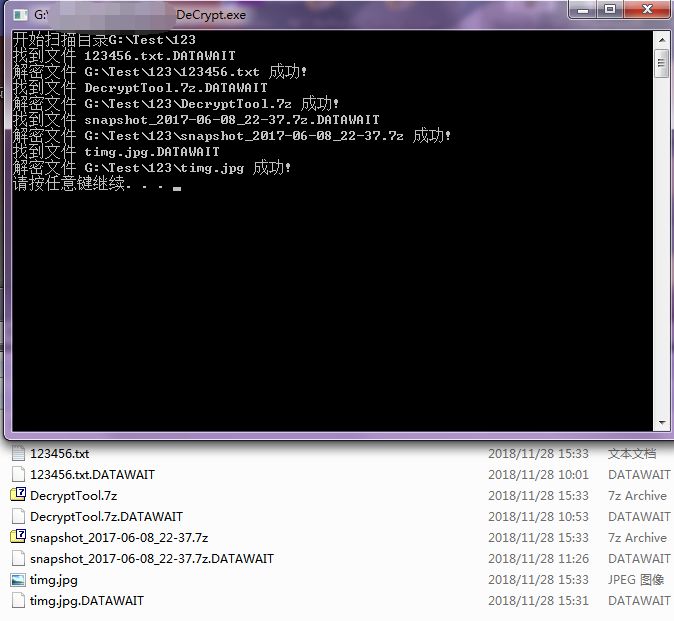 G:\ DeCrypt.exe
开始扫描目录G:\Test\123
找到文件 123456.txt.DATAWAIT
解密文件 G:\Test\123\123456.txt 成功!
找到文件 DecryptTool.7z.DATAWAIT
解密文件 G:\Test\123\DecryptTool.7z 成功!
找到文件 snapshot_2017-06-08_22-37.7z.DATAWAIT
解密文件 G:\Test\123\snapshot_2017-06-08_22-37.7z 成功!
找到文件 timg.jpg.DATAWAIT
解密文件 G:\Test\123\timg.jpg 成功!
请按任意键继续. . .
123456.txt 2018/11/28 15:33 文本文档
123456.txt.DATAWAIT 2018/11/28 10:01 DATAWAIT
DecryptTool.7z 2018/11/28 15:33 7z Archive
DecryptTool.7z.DATAWAIT 2018/11/28 10:53 DATAWAIT
snapshot_2017-06-08_22-37.7z 2018/11/28 15:33 7z Archive
snapshot_2017-06-08_22-37.7z.DATAWAIT 2018/11/28 11:26 DATAWAIT
timg.jpg 2018/11/28 15:33 JPEG 图像
timg.jpg.DATAWAIT 2018/11/28 15:31 DATAWAIT